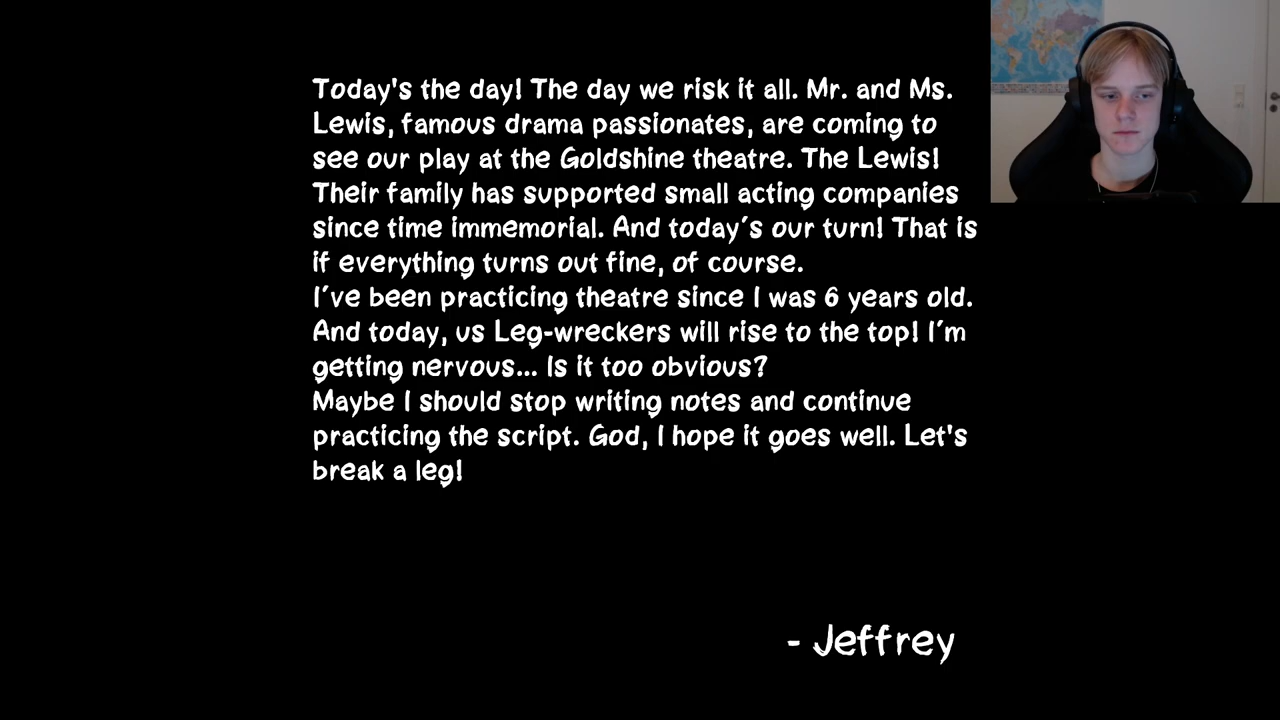 Today's the day! The day we risk it all. Mr. and Ms.
Lewis, famous drama passionates, are coming to
see our play at the Goldshine theatre. The Lewis!
Their family has supported small acting companies
since time immemorial. And today´s our turn! That is
if everything turns out fine, of course.
I´ve been practicing theatre since I was 6 years old.
And today, us Leg-wreckers will rise to the top! I´m
getting nervous... Is it too obvious?
Maybe I should stop writing notes and continue
practicing the script. God, I hope it goes well. Let's
break a leg!
- Jeffrey